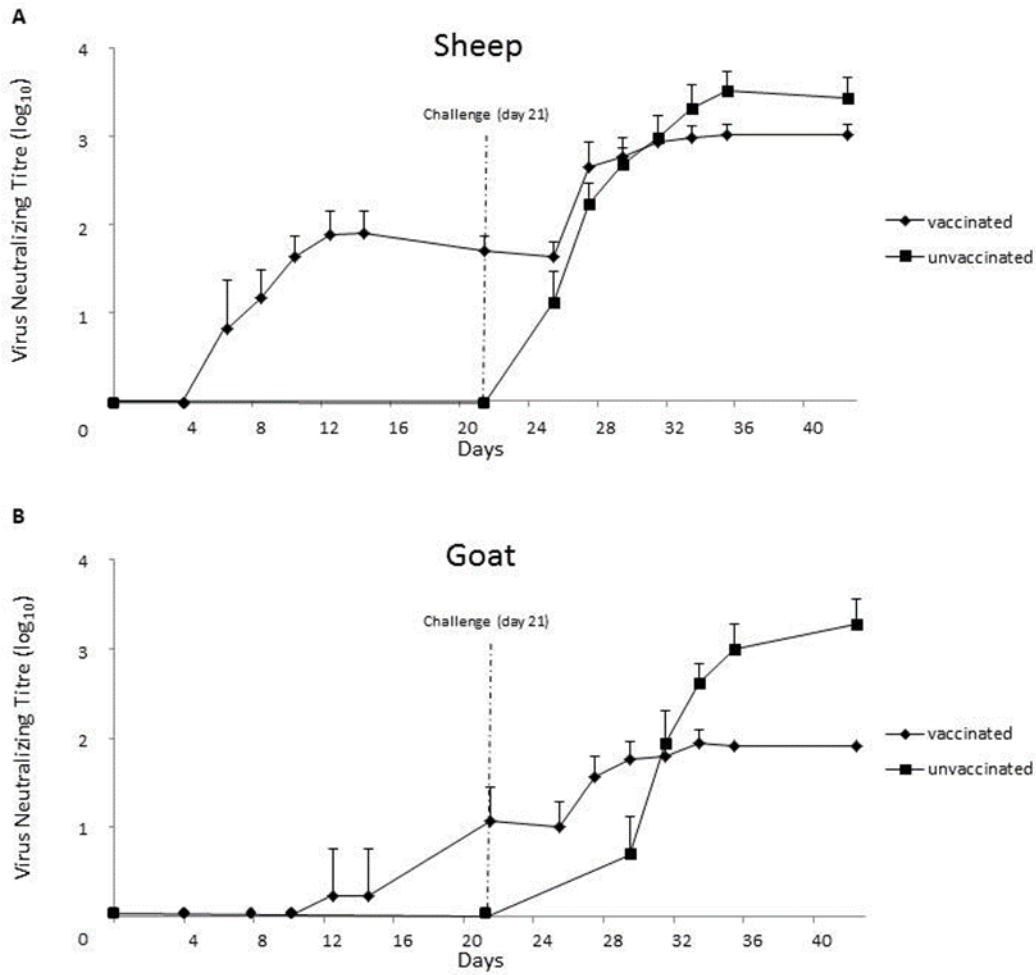 A
Sheep
4
3
2
1
0
Virus Neutralizing Titre (log10)
Challenge (day 21)
vaccinated
unvaccinated
4 8 12 16 20 24 28 32 36 40
Days
B
Goat
4
3
2
1
0
Virus Neutralizing Titre (log10)
Challenge (day 21)
vaccinated
unvaccinated
4 8 12 16 20 24 28 32 36 40
Days